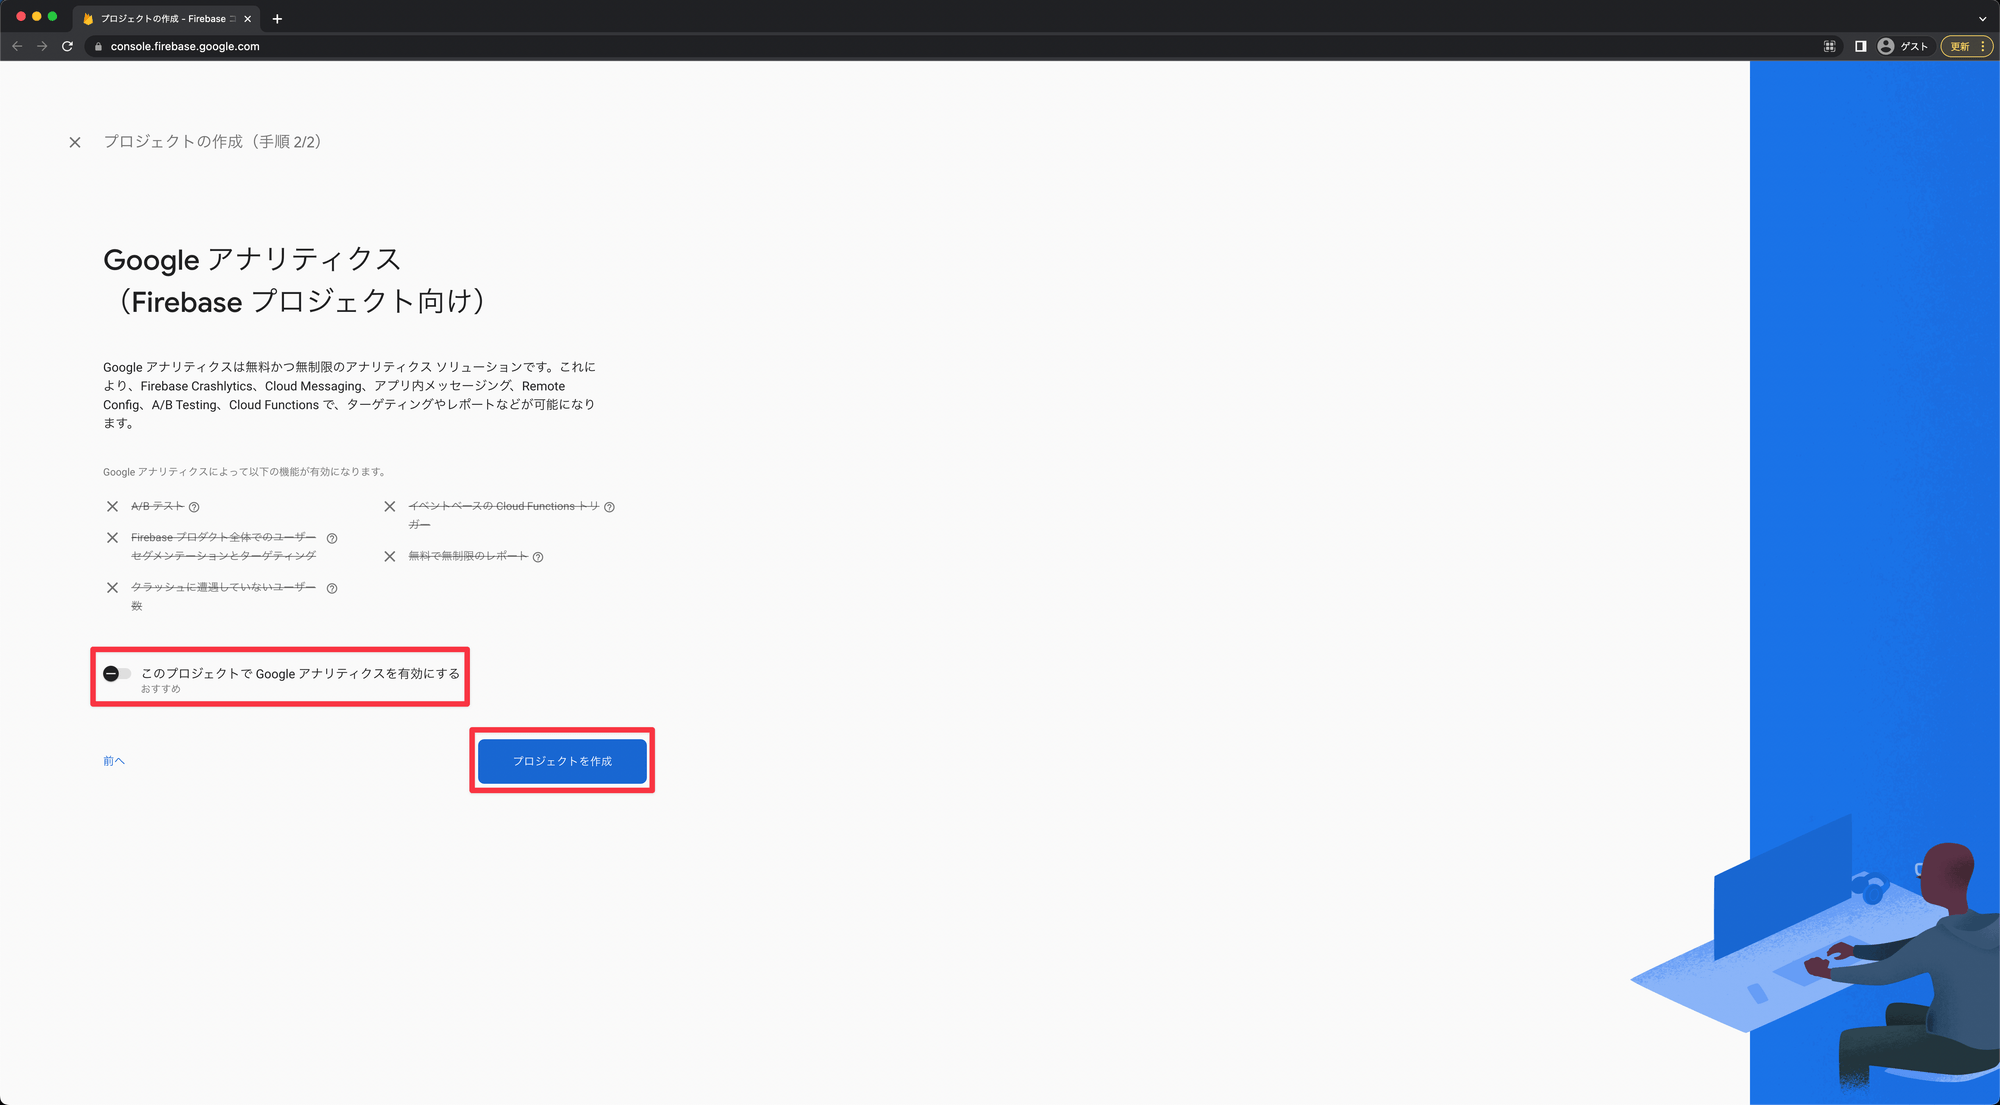 プロジェクトの作成 - Firebase コ
console.firebase.google.com
ゲスト
更新
プロジェクトの作成（手順 2/2）
Google アナリティクス
（Firebase プロジェクト向け）
Google アナリティクスは無料かつ無制限のアナリティクス ソリューションです。これに
より、Firebase Crashlytics、Cloud Messaging、アプリ内メッセージング、Remote
Config、A/B Testing、Cloud Functions で、ターゲティングやレポートなどが可能になり
ます。
Google アナリティクスによって以下の機能が有効になります。
A/B テスト
Firebase プロダクト全体でのユーザー
セグメンテーションとターゲティング
クラッシュに遭遇していないユーザー
数
イベントベースの Cloud Functions トリ
ガー
無料で無制限のレポート
このプロジェクトで Google アナリティクスを有効にする
おすすめ
前へ
プロジェクトを作成